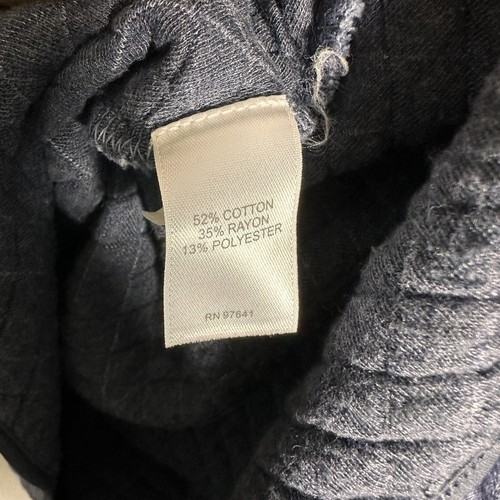 52% COTTON
35% RAYON
13% POLYESTER
RN 97641